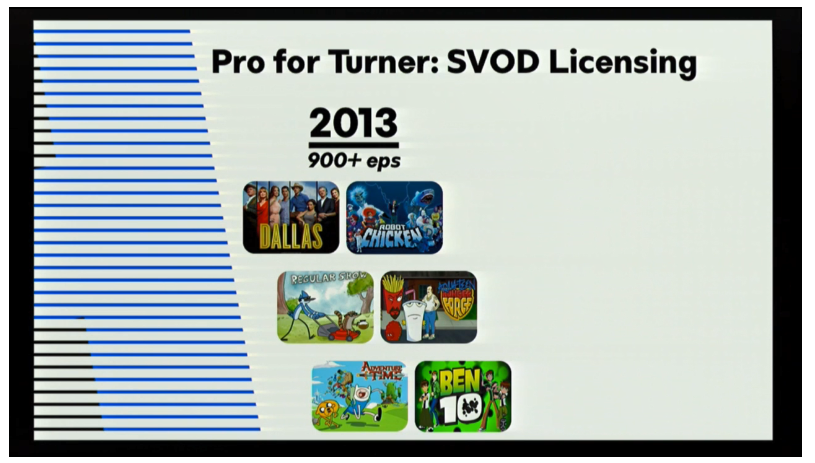 Pro for Turner: SVOD Licensing
2013
900+ eps
DALLAS
ROBOT
CHICKEN
REGULAR SHOW
AQUA TEEN
HUNGER
FORCE
ADVENTURE
TIME
BEN
10